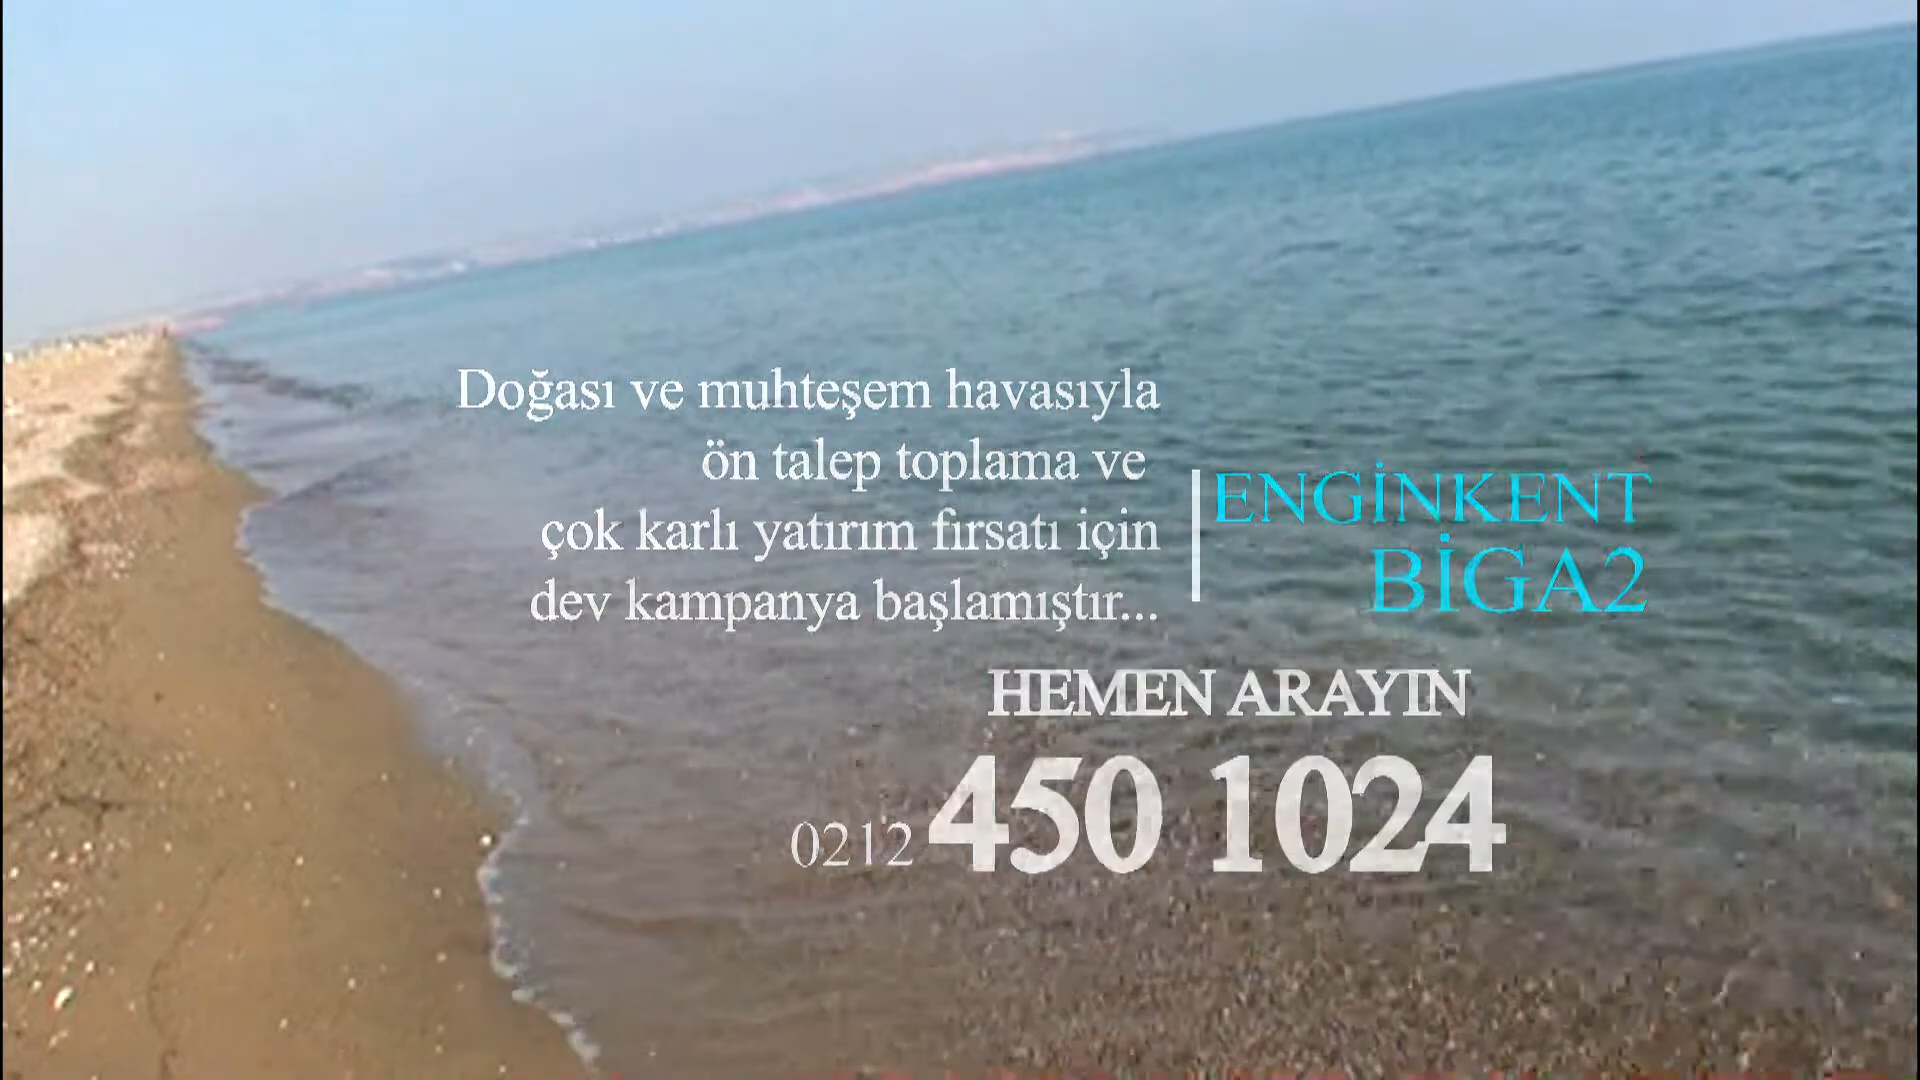 Doğası ve muhteşem havasıyla
ön talep toplama ve
çok karlı yatırım fırsatı için
dev kampanya başlamıştır...
ENGİNKENT
BİGA2
HEMEN ARAYIN
0212 450 1024